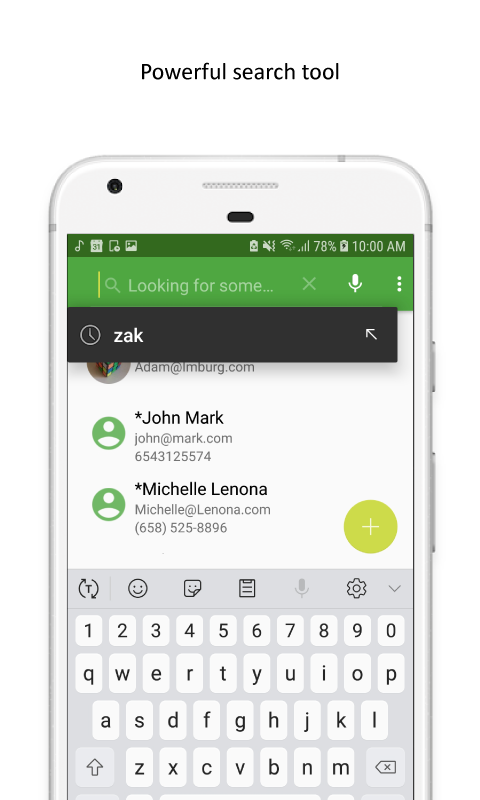 Powerful search tool
31 78% 10:00 AM
Looking for some...
zak
Adam@Imburg.com
*John Mark
john@mark.com
6543125574
*Michelle Lenona
Michelle@Lenona.com
(658) 525-8896
T
1 2 3 4 5 6 7 8 9 0
q w e r t y u i o p
a s d f g h j k l
z x c v b n m